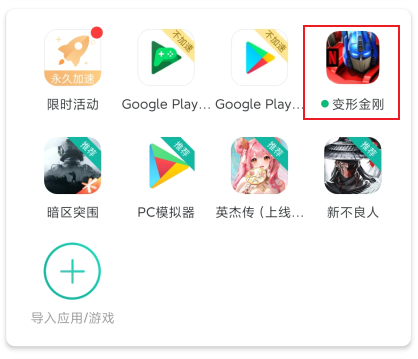 永久加速
不加速
不加速
限时活动
Google Play...
Google Play...
变形金刚
推荐
推荐
推荐
推荐
暗区突围
PC模拟器
英杰传（上线...
新不良人
导入应用/游戏